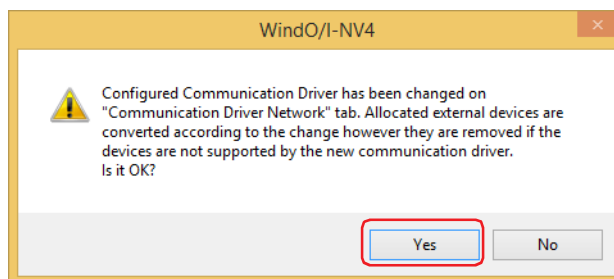 WindO/I-NV4
Configured Communication Driver has been changed on
"Communication Driver Network" tab. Allocated external devices are
converted according to the change however they are removed if the
devices are not supported by the new communication driver.
Is it OK?
Yes
No